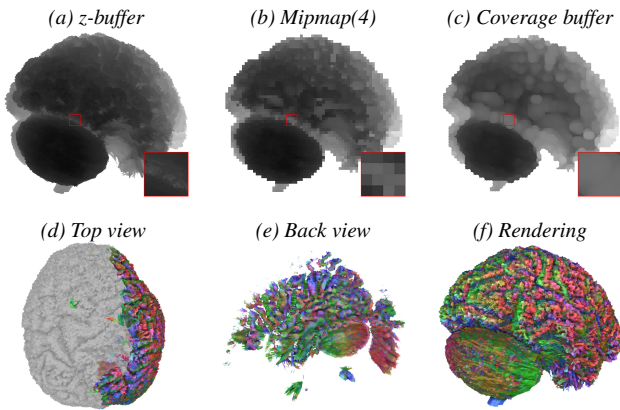 (a) z-buffer
(b) Mipmap(4)
(c) Coverage buffer
(d) Top view
(e) Back view
(f) Rendering